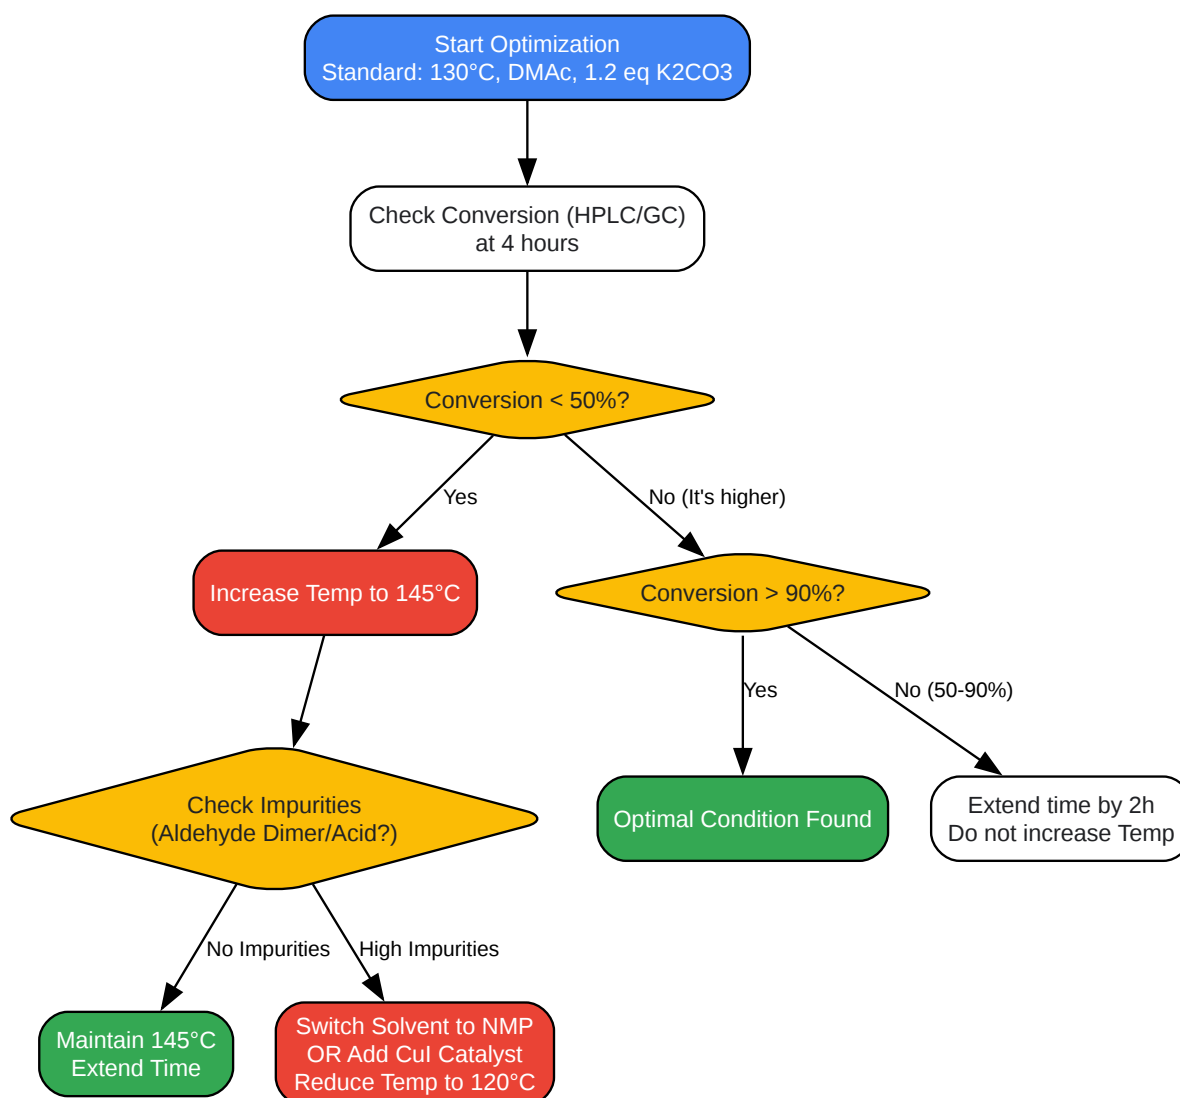 Start Optimization
Standard: 130°C, DMAc, 1.2 eq K2CO3
Check Conversion (HPLC/GC)
at 4 hours
Conversion < 50%?
Yes
No (It's higher)
Increase Temp to 145°C
Conversion > 90%?
Yes
No (50-90%)
Check Impurities
(Aldehyde Dimer/Acid?)
Optimal Condition Found
Extend time by 2h
Do not increase Temp
No Impurities
High Impurities
Maintain 145°C
Extend Time
Switch Solvent to NMP
OR Add CuI Catalyst
Reduce Temp to 120°C